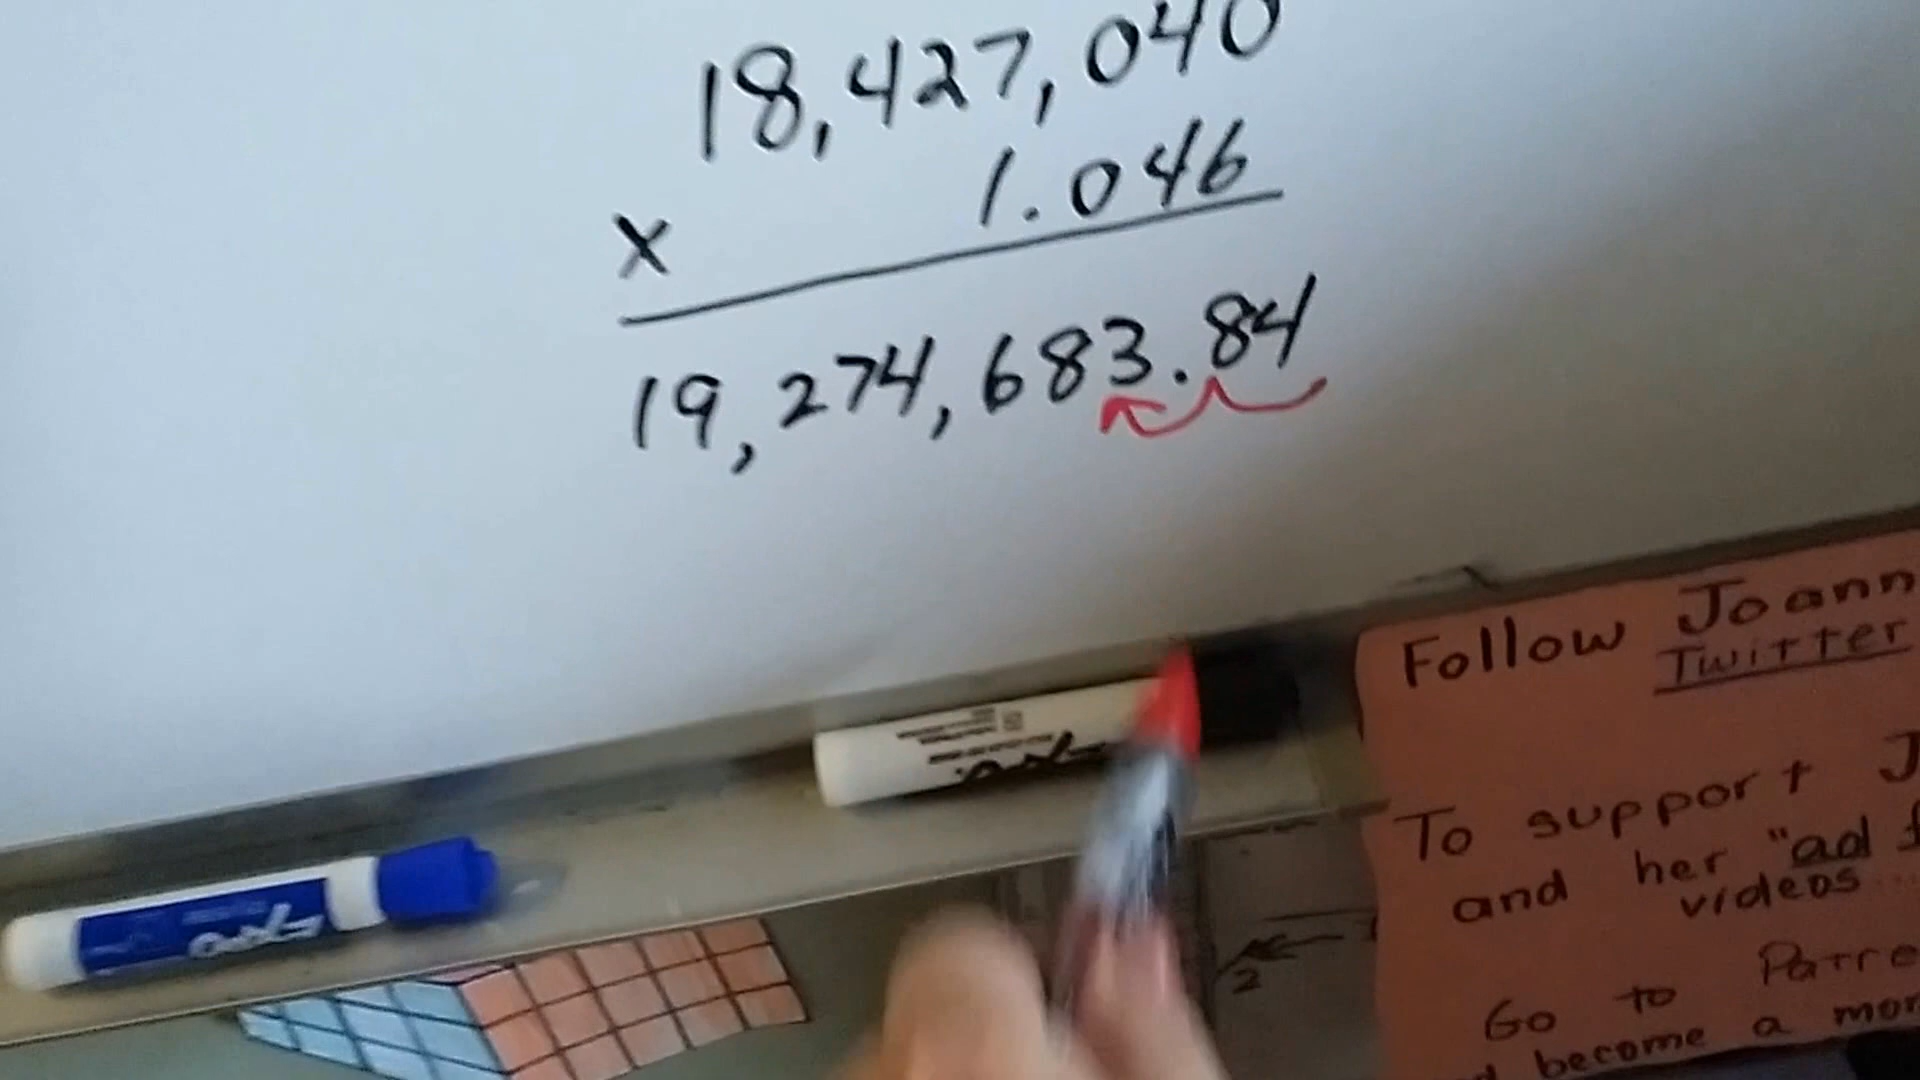 18,427,040
1.046
x
19,274,683.84
Follow Joann
Twitter
To support J
and her "ad f
videos
Go to Patre
become a mon
EXPO
2